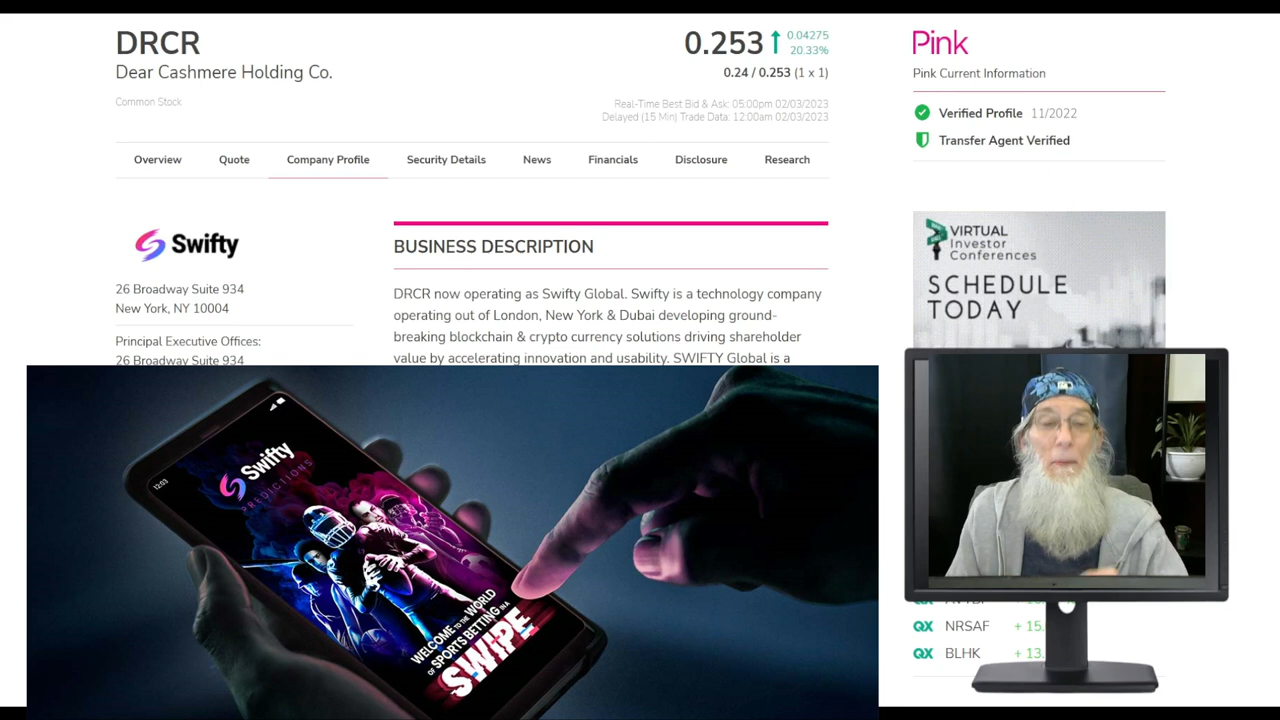 DRCR
Dear Cashmere Holding Co.
Common Stock
0.253
0.04275
20.33%
0.24 / 0.253 (1 x 1)
Real-Time Best Bid & Ask: 05:00pm 02/03/2023
Delayed (15 Min) Trade Data: 12:00am 02/03/2023
Pink
Pink Current Information
Verified Profile 11/2022
Transfer Agent Verified
Overview Quote Company Profile Security Details News Financials Disclosure Research
Swifty
26 Broadway Suite 934
New York, NY 10004
Principal Executive Offices:
26 Broadway Suite 934
BUSINESS DESCRIPTION
DRCR now operating as Swifty Global. Swifty is a technology company
operating out of London, New York & Dubai developing ground-
breaking blockchain & crypto currency solutions driving shareholder
value by accelerating innovation and usability. SWIFTY Global is a
VIRTUAL
Investor
Conferences
SCHEDULE
TODAY
12:03
Swifty
PREDICTIONS
WELCOME TO THE WORLD
OF SPORTS BETTING IN A
SWIPE
QX NRSAF + 15.
QX BLHK + 13.